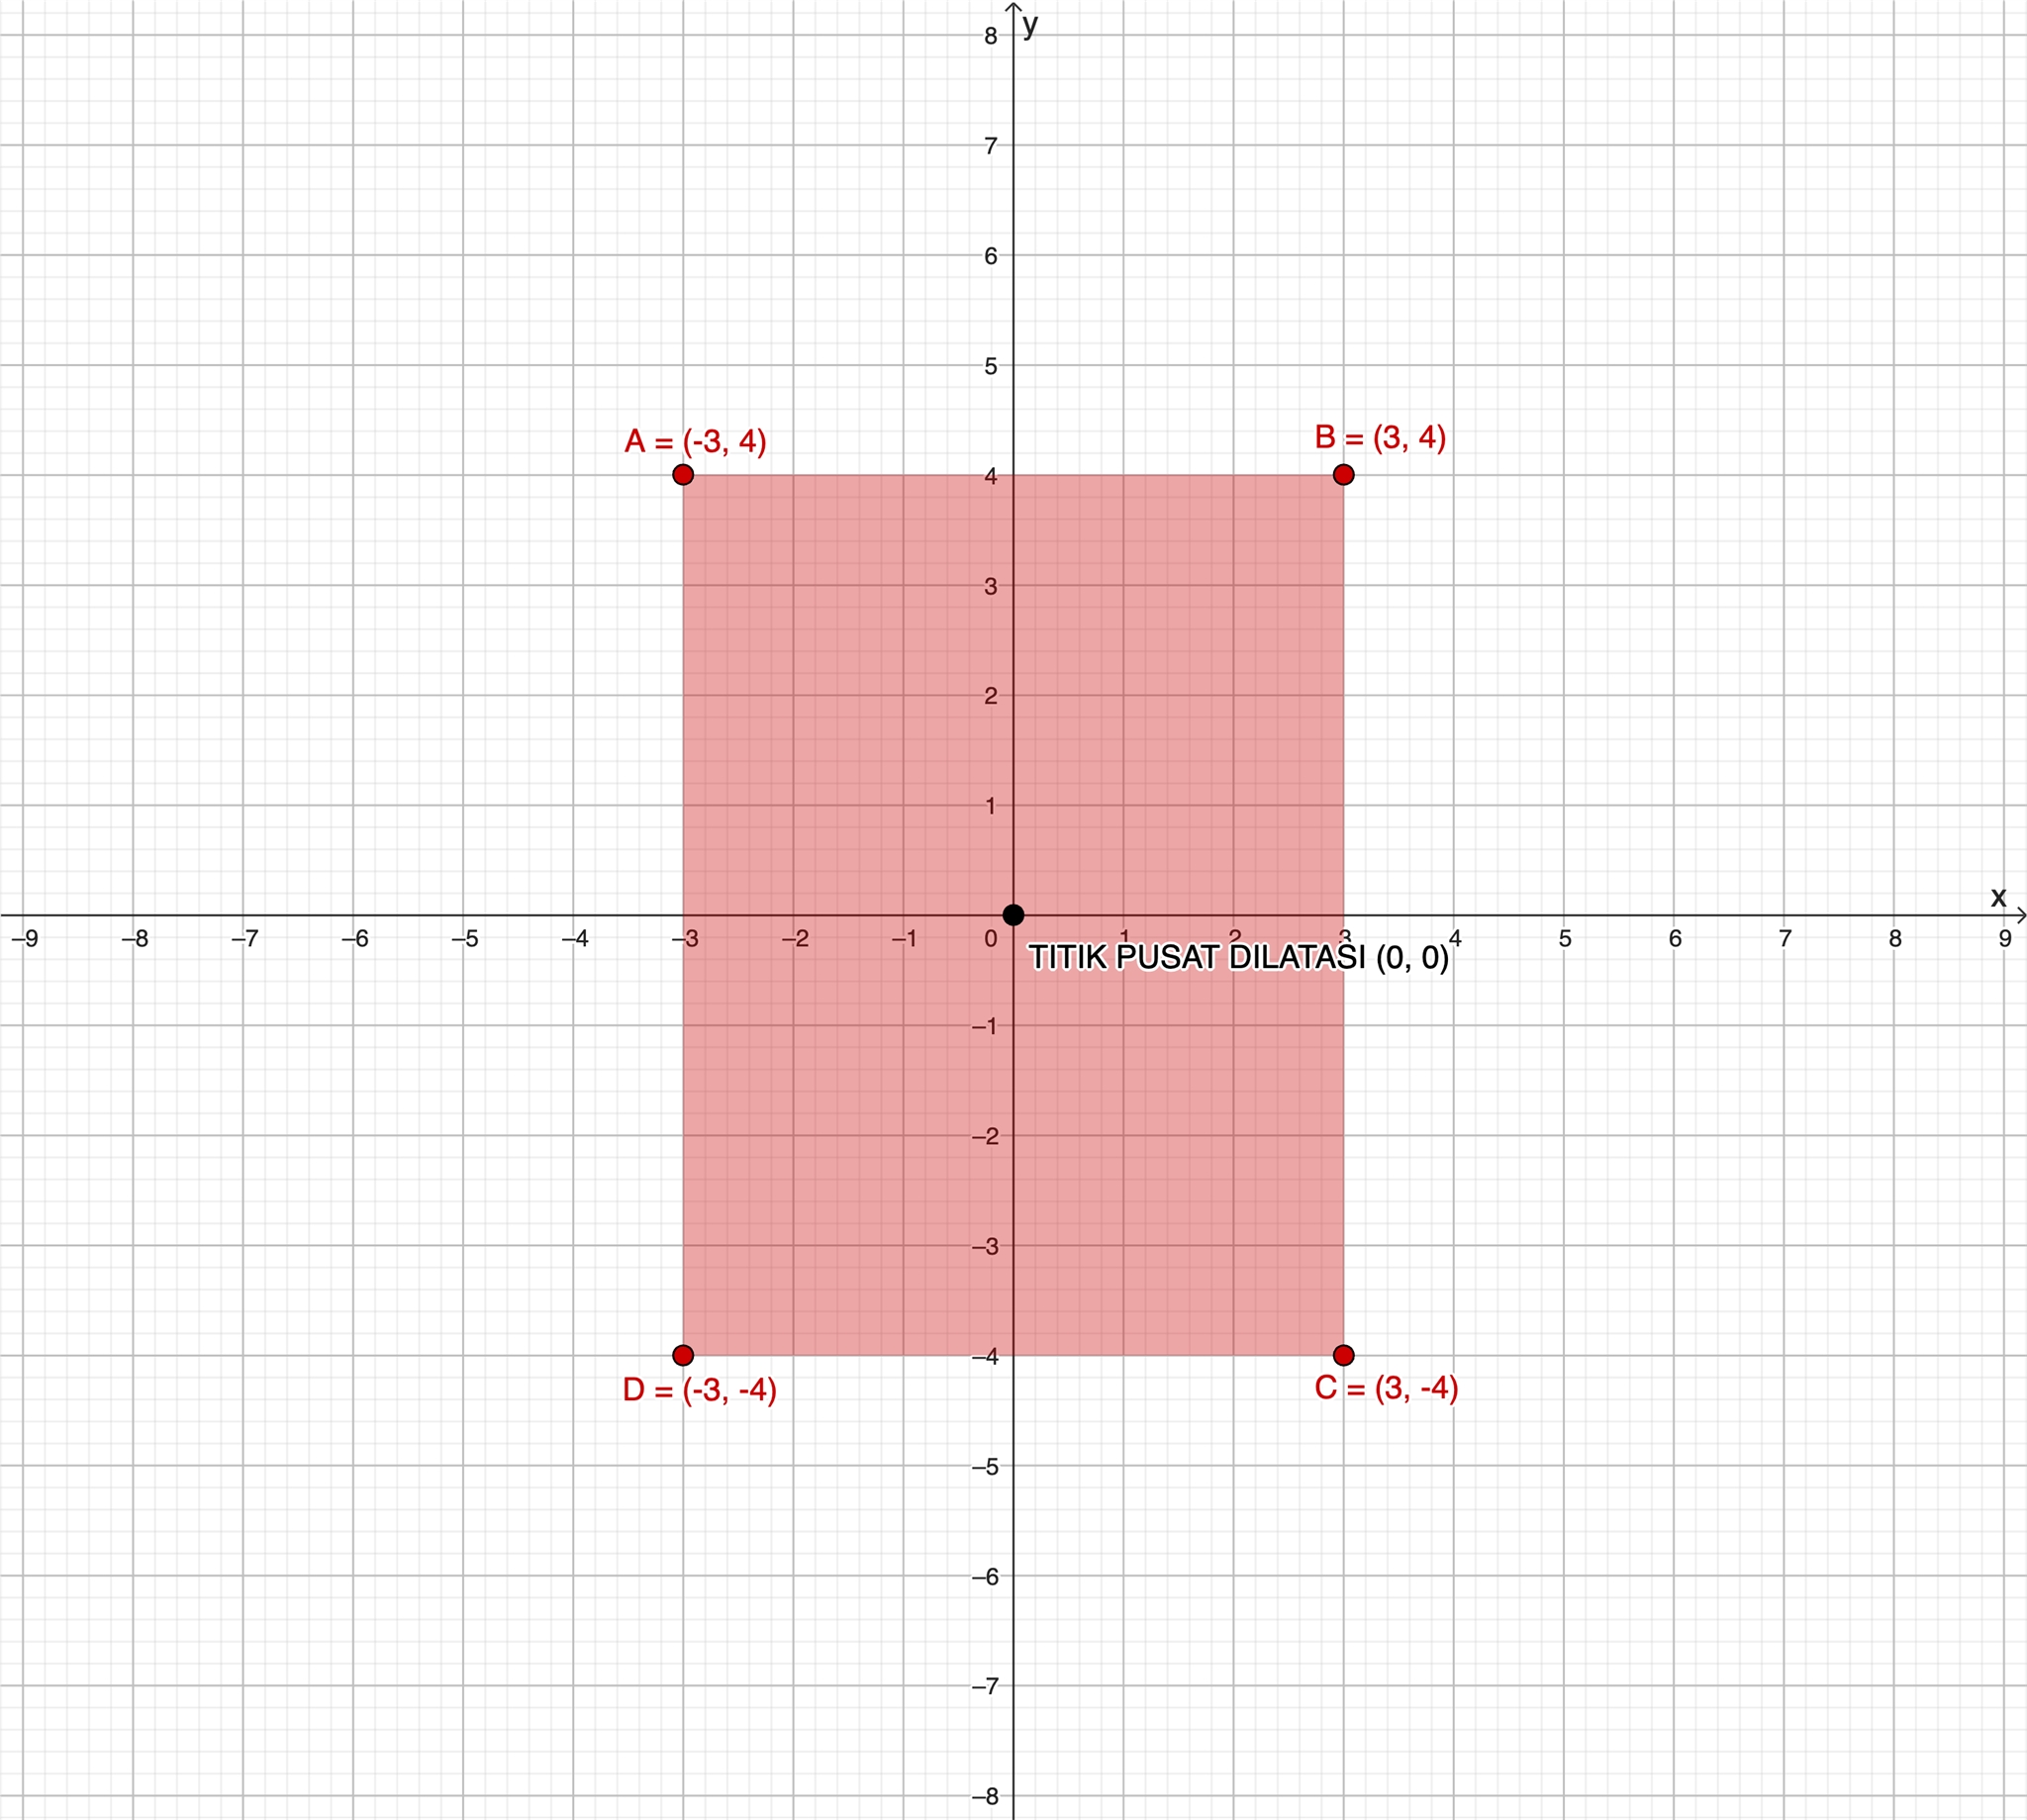 y
8
7
6
5
A = (-3, 4)
B = (3, 4)
4
3
2
1
x
–9 –8 –7 –6 –5 –4 –3 –2 –1 0 1 2 3 4 5 6 7 8 9
TITIK PUSAT DILATASI (0, 0)
–1
–2
–3
–4
D = (-3, -4)
C = (3, -4)
–5
–6
–7
–8